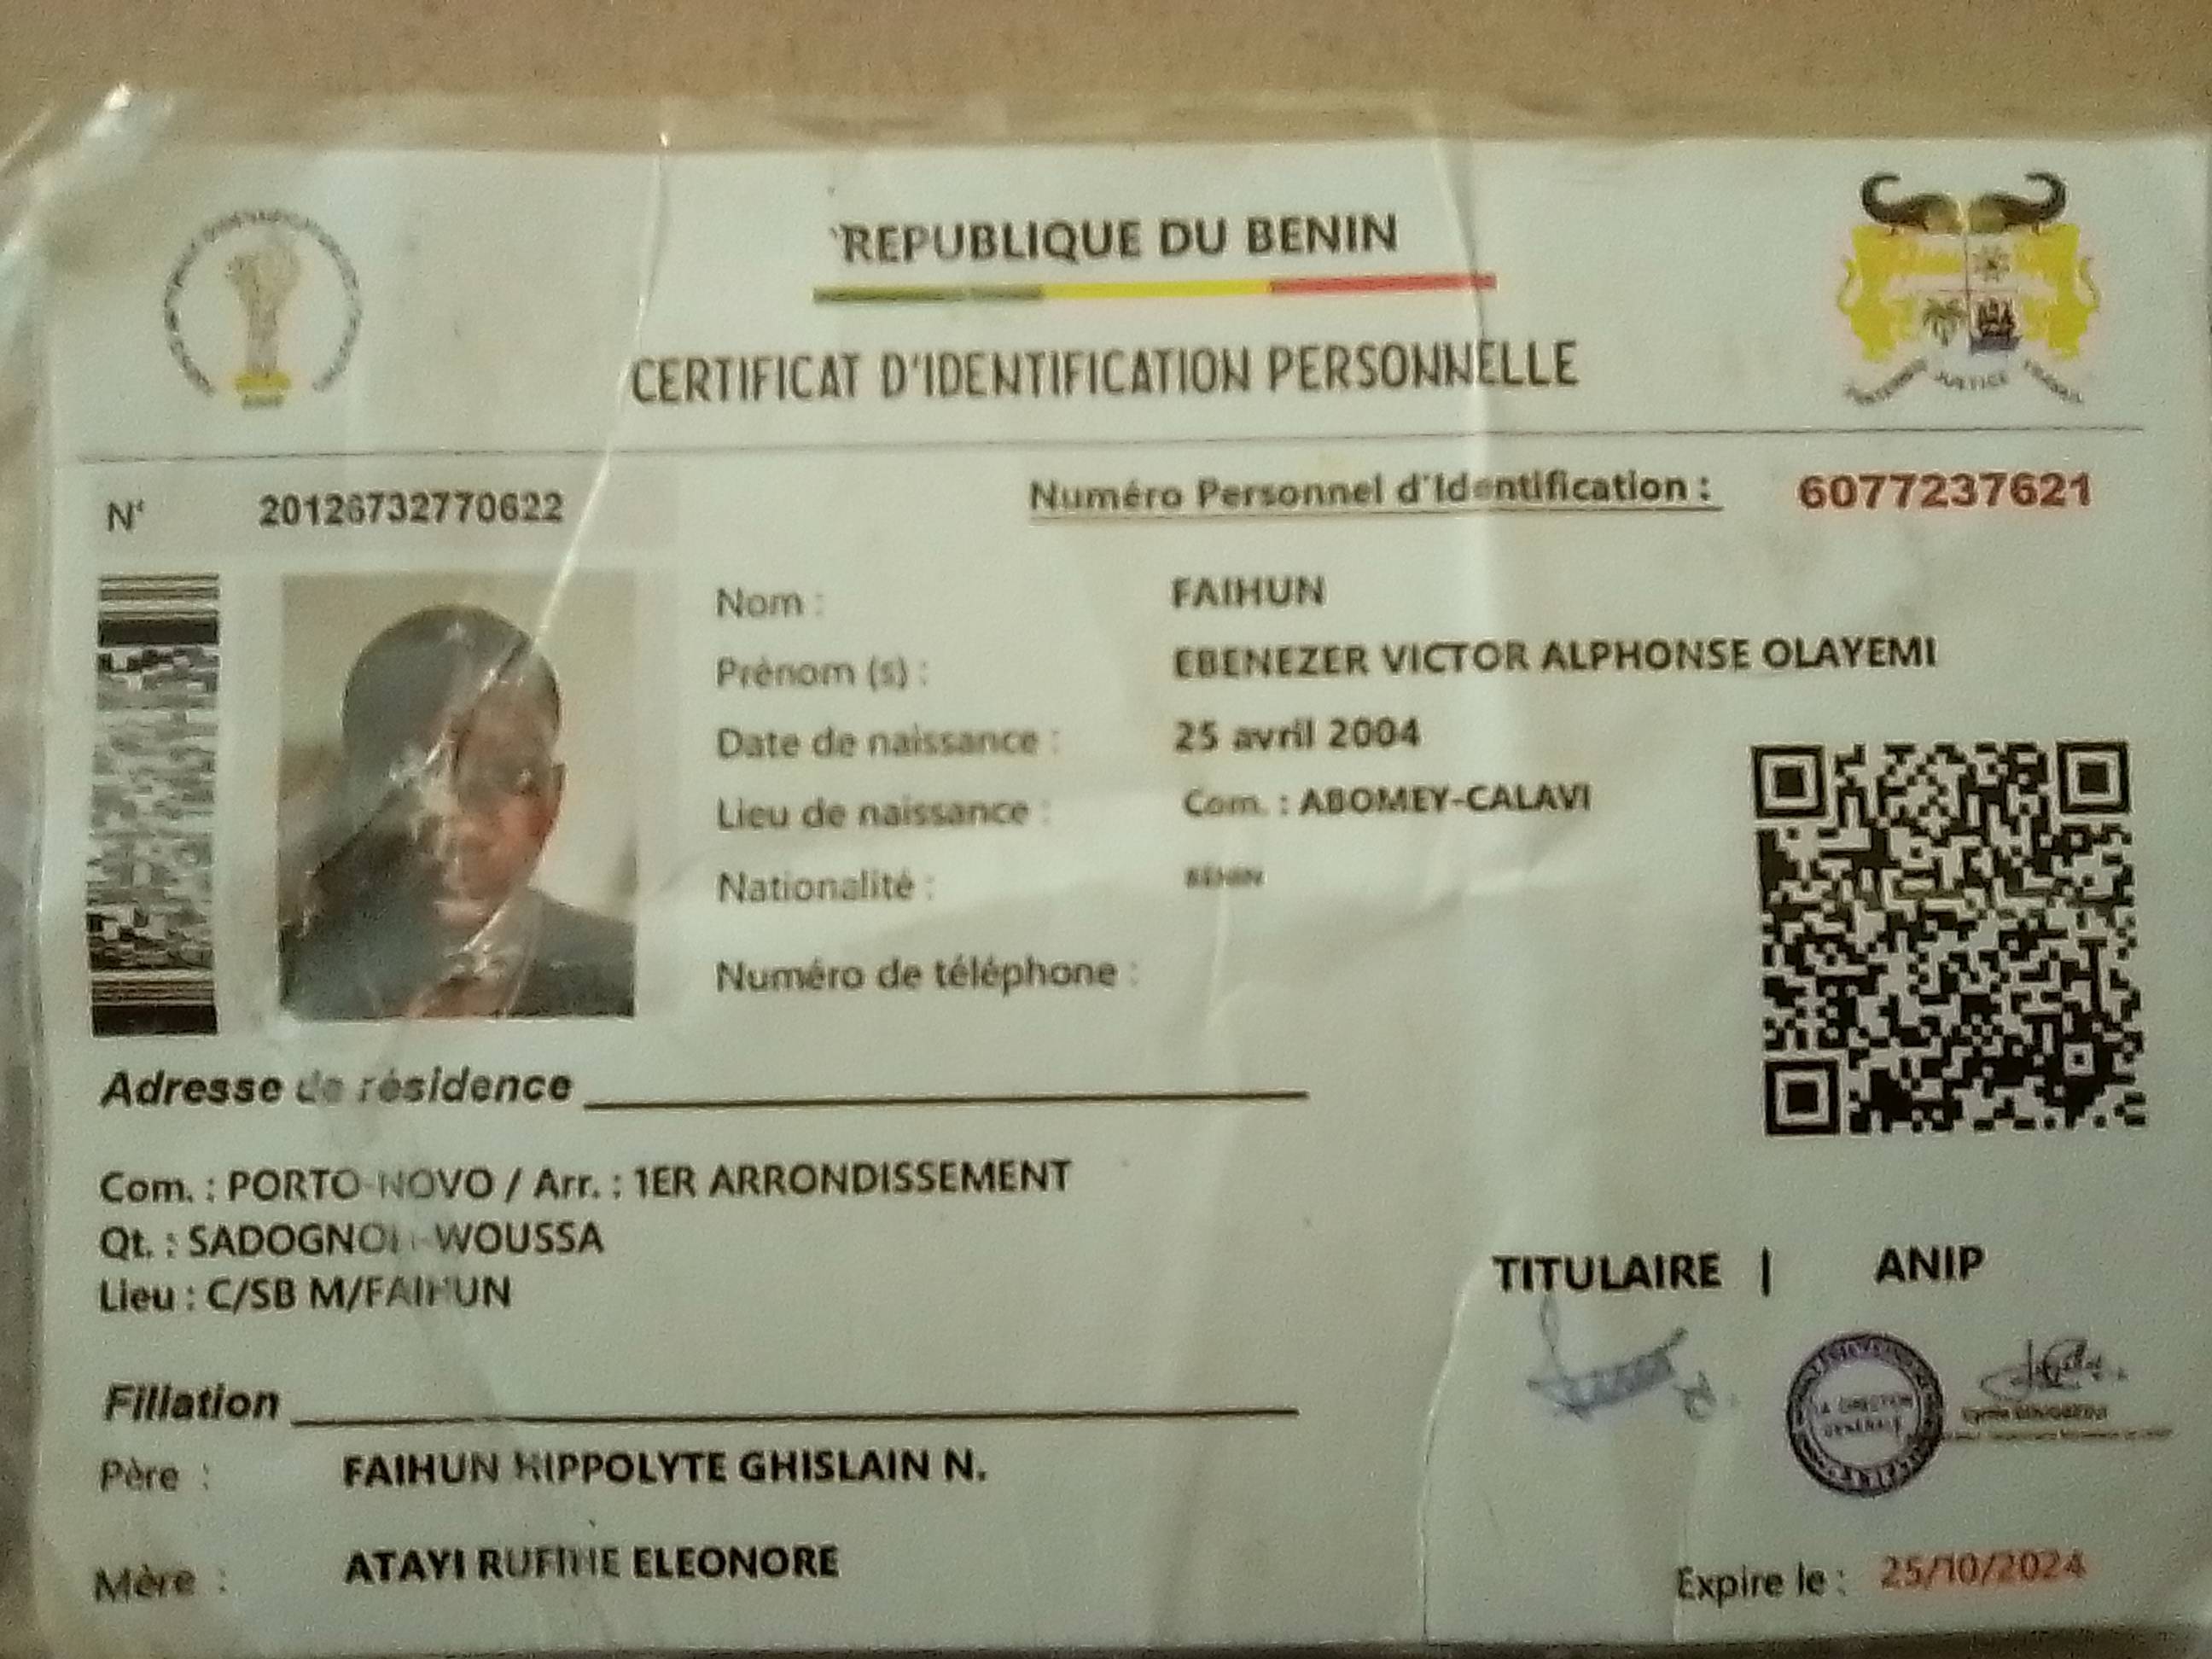 REPUBLIQUE DU BENIN
CERTIFICAT D'IDENTIFICATION PERSONNELLE
N° 20126732770622
Numéro Personnel d'Identification : 6077237621
Nom : FAIHUN
Prénom (s) : EBENEZER VICTOR ALPHONSE OLAYEMI
Date de naissance : 25 avril 2004
Lieu de naissance : Com. : ABOMEY-CALAVI
Nationalité : BENIN
Numéro de téléphone :
Adresse de résidence
Com. : PORTO-NOVO / Arr. : 1ER ARRONDISSEMENT
Qt. : WOUSSA
Lieu : C/SB M/FAIHUN
TITULAIRE | ANIP
LA DIRECTION
GENERALE
Fillation
Père : FAIHUN HIPPOLYTE GHISLAIN N.
Mère : ATAYI RUFINE ELEONORE
Expire le : 25/10/2024
FRATERNITE JUSTICE TRAVAIL